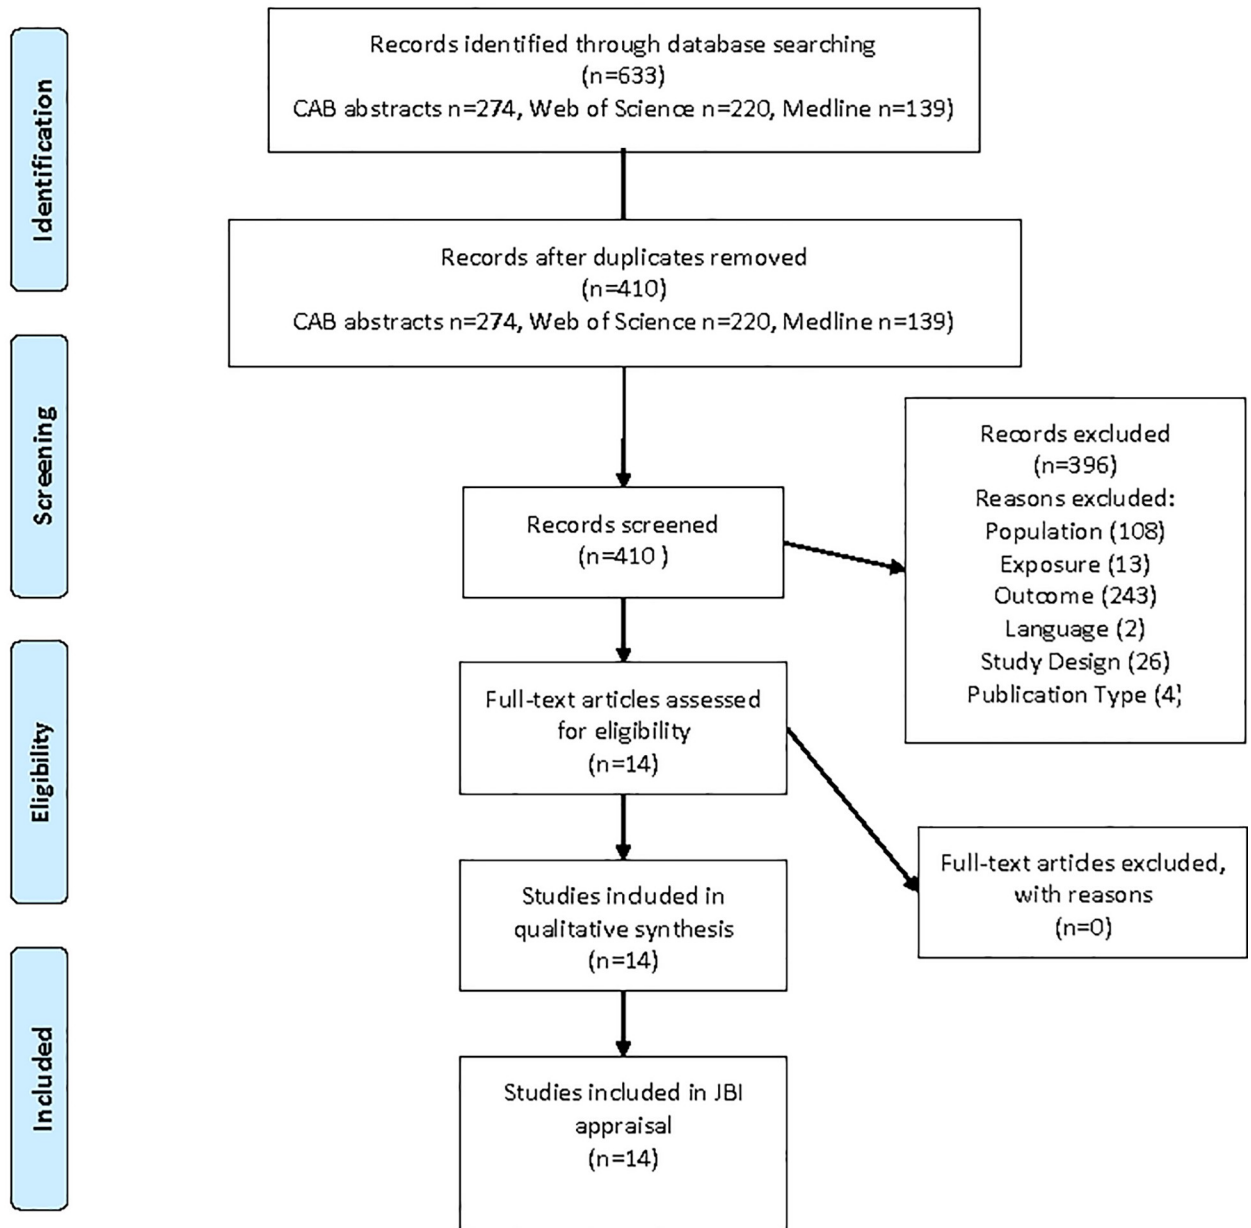 Identification
Records identified through database searching
(n=633)
CAB abstracts n=274, Web of Science n=220, Medline n=139)
Records after duplicates removed
(n=410)
CAB abstracts n=274, Web of Science n=220, Medline n=139)
Screening
Records screened
(n=410 )
Records excluded
(n=396)
Reasons excluded:
Population (108)
Exposure (13)
Outcome (243)
Language (2)
Study Design (26)
Publication Type (4)
Eligibility
Full-text articles assessed
for eligibility
(n=14)
Full-text articles excluded,
with reasons
(n=0)
Studies included in
qualitative synthesis
(n=14)
Included
Studies included in JBI
appraisal
(n=14)